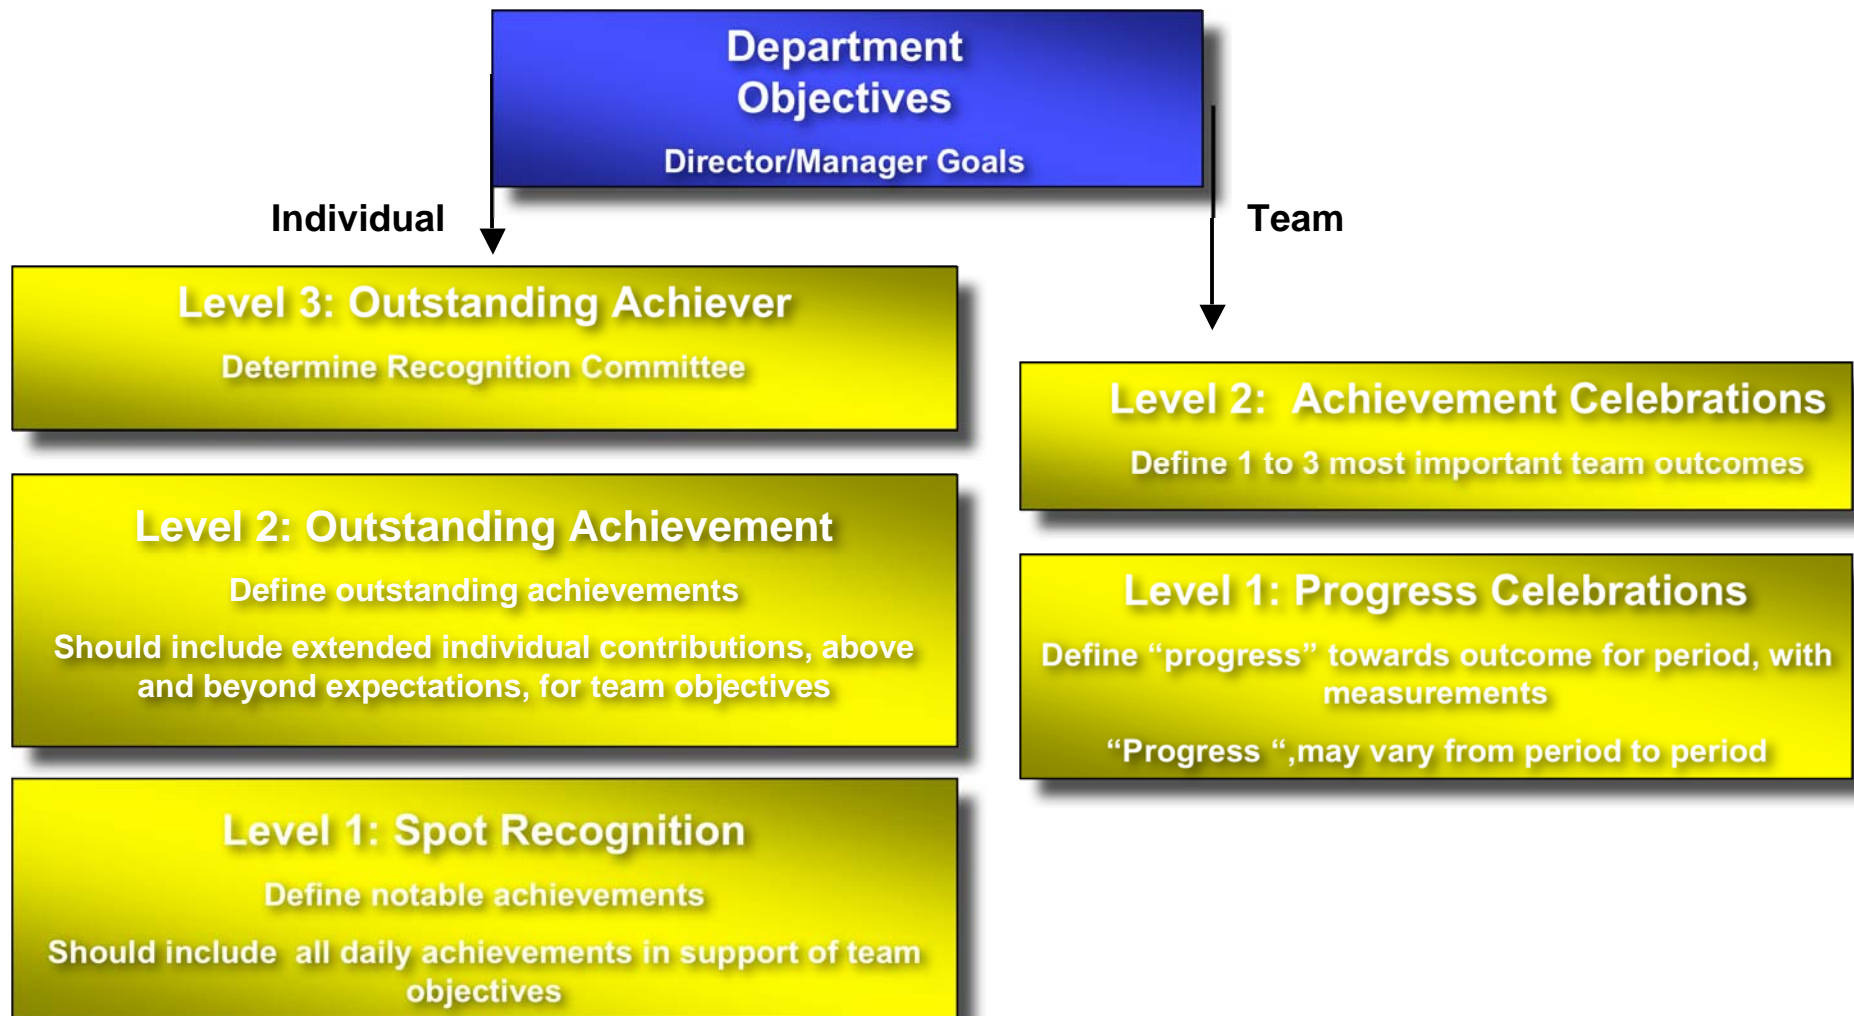 Department
Objectives
Director/Manager Goals
Individual
Team
Level 3: Outstanding Achiever
Determine Recognition Committee
Level 2: Outstanding Achievement
Define outstanding achievements
Should include extended individual contributions, above
and beyond expectations, for team objectives
Level 1: Spot Recognition
Define notable achievements
Should include  all daily achievements in support of team
objectives
Level 2:  Achievement Celebrations
Define 1 to 3 most important team outcomes
Level 1: Progress Celebrations
Define “progress” towards outcome for period, with
measurements
“Progress “,may vary from period to period